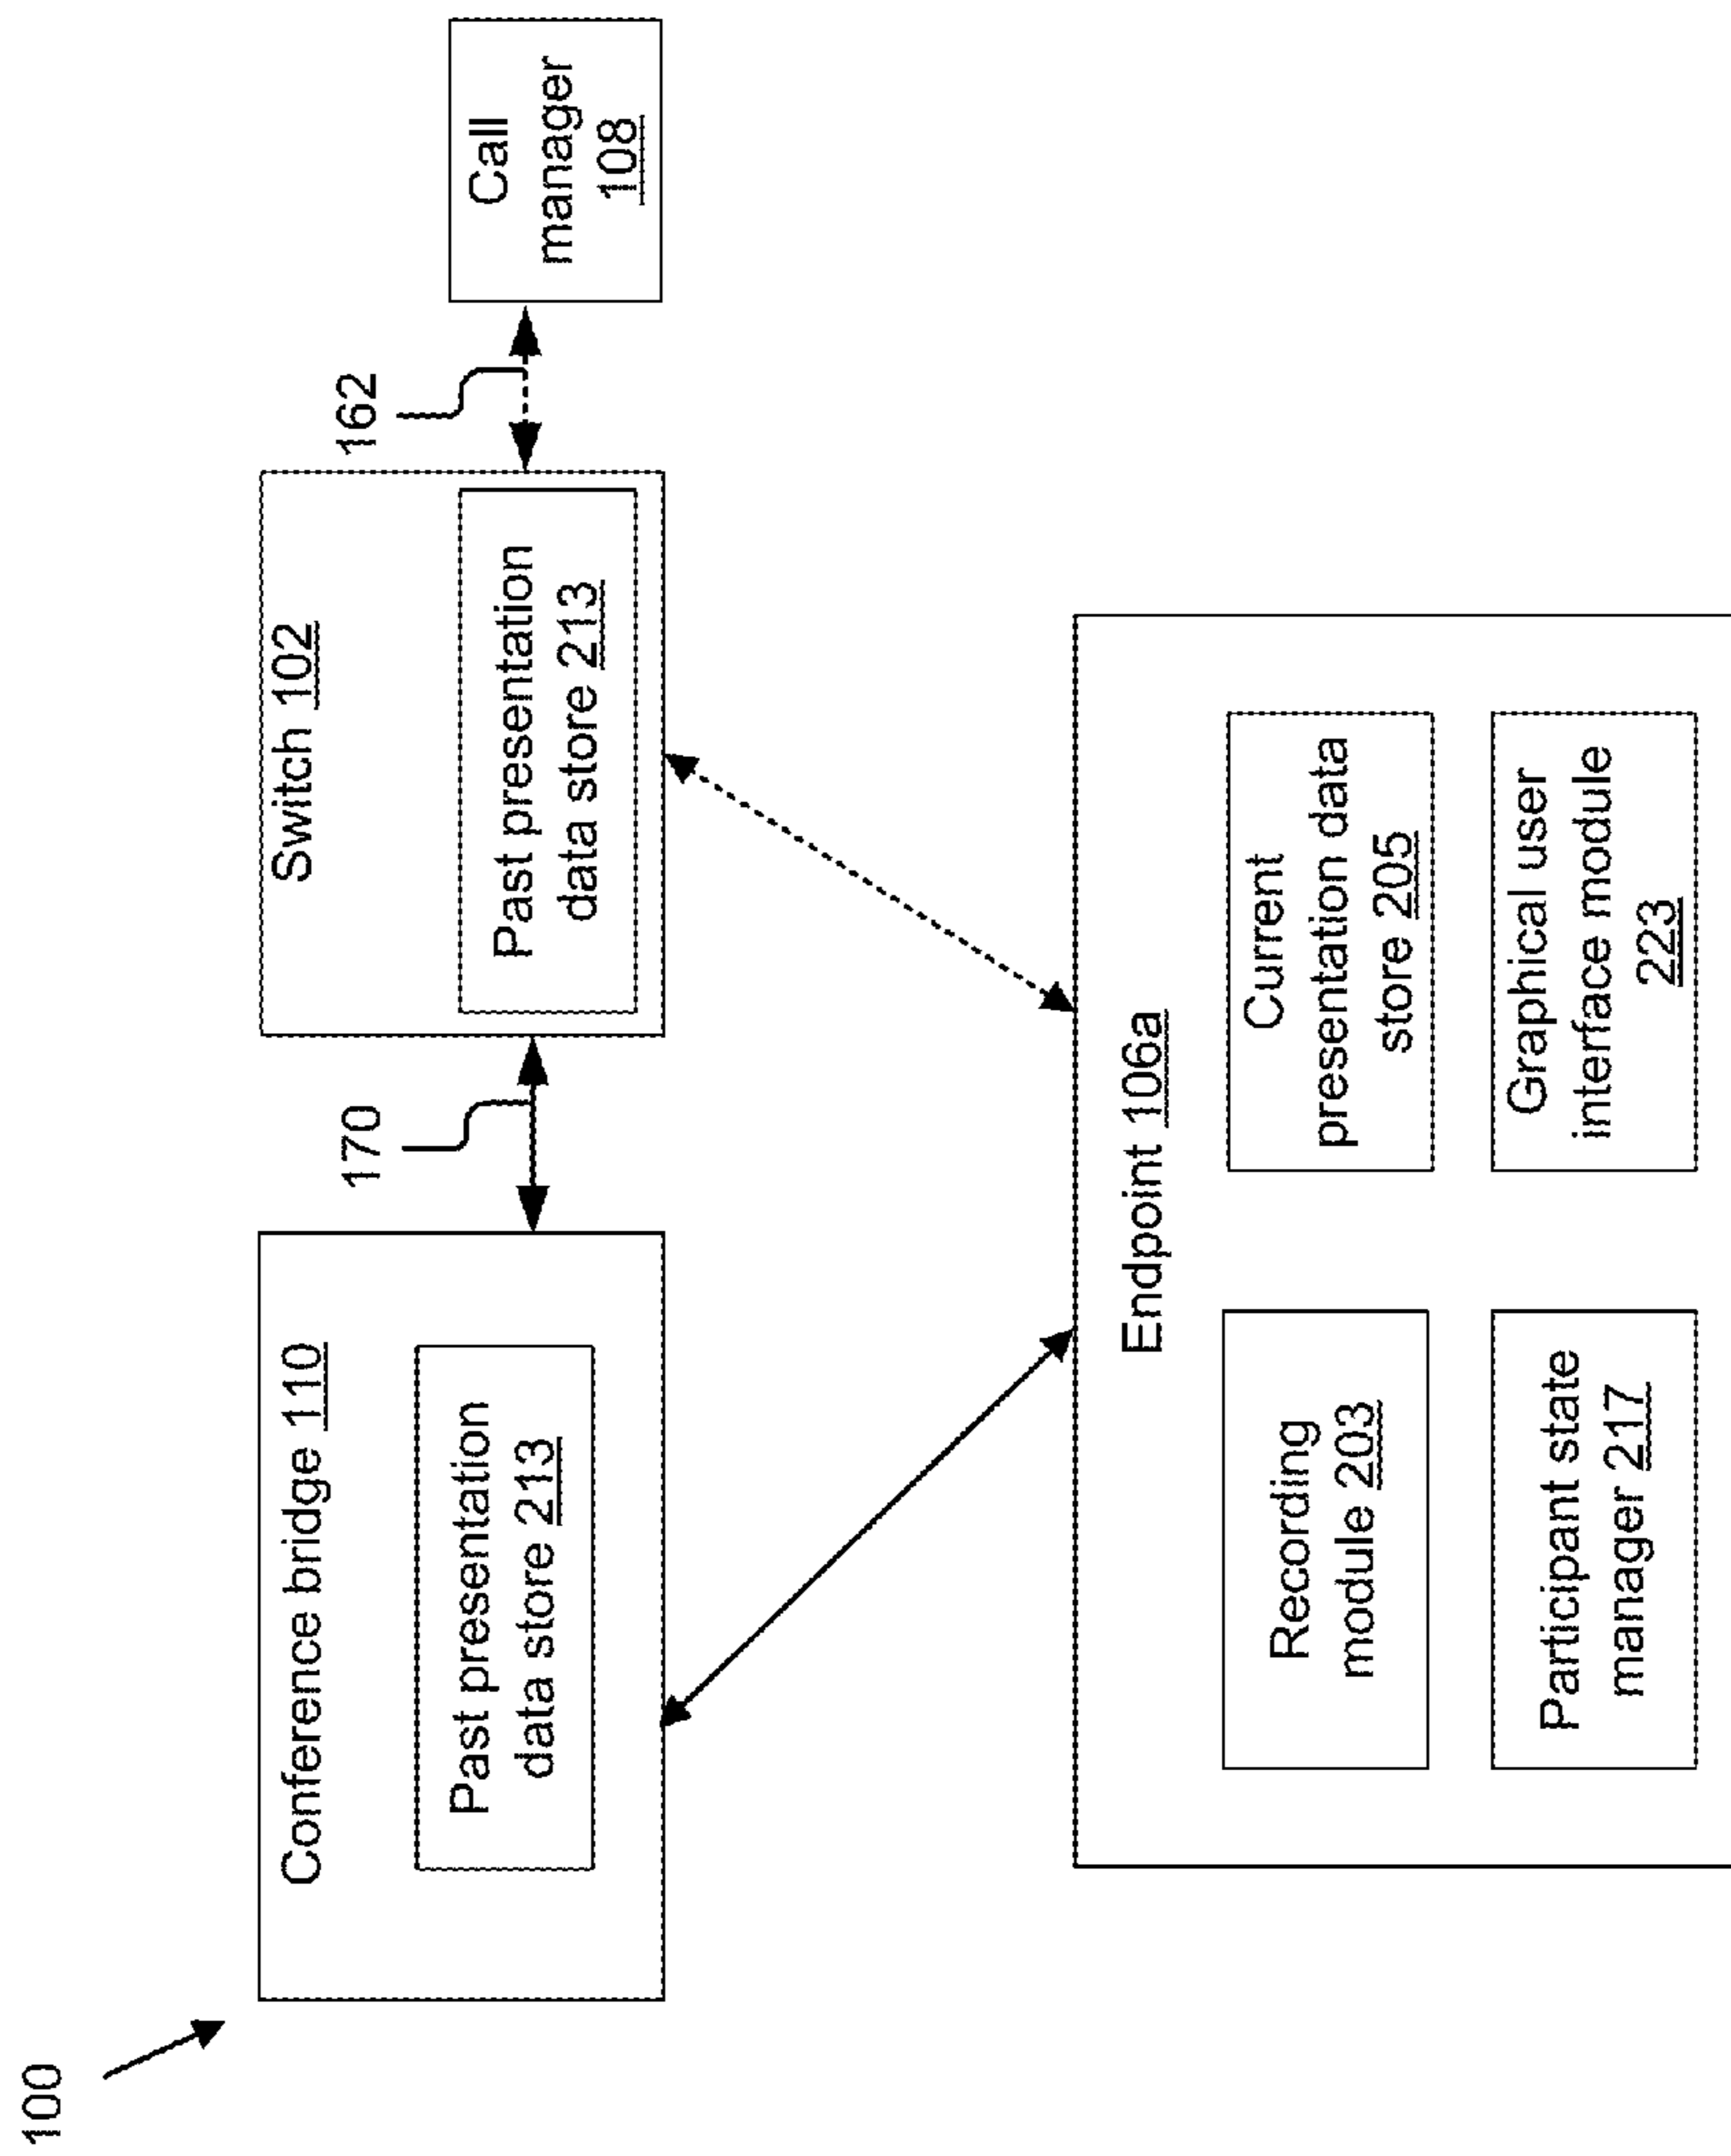 100
Conference bridge 110
Past presentation
data store 213
170
Switch 102
Past presentation
data store 213
162
Call
manager
108
Endpoint 106a
Recording
module 203
Current
presentation data
store 205
Participant state
manager 217
Graphical user
interface module
223